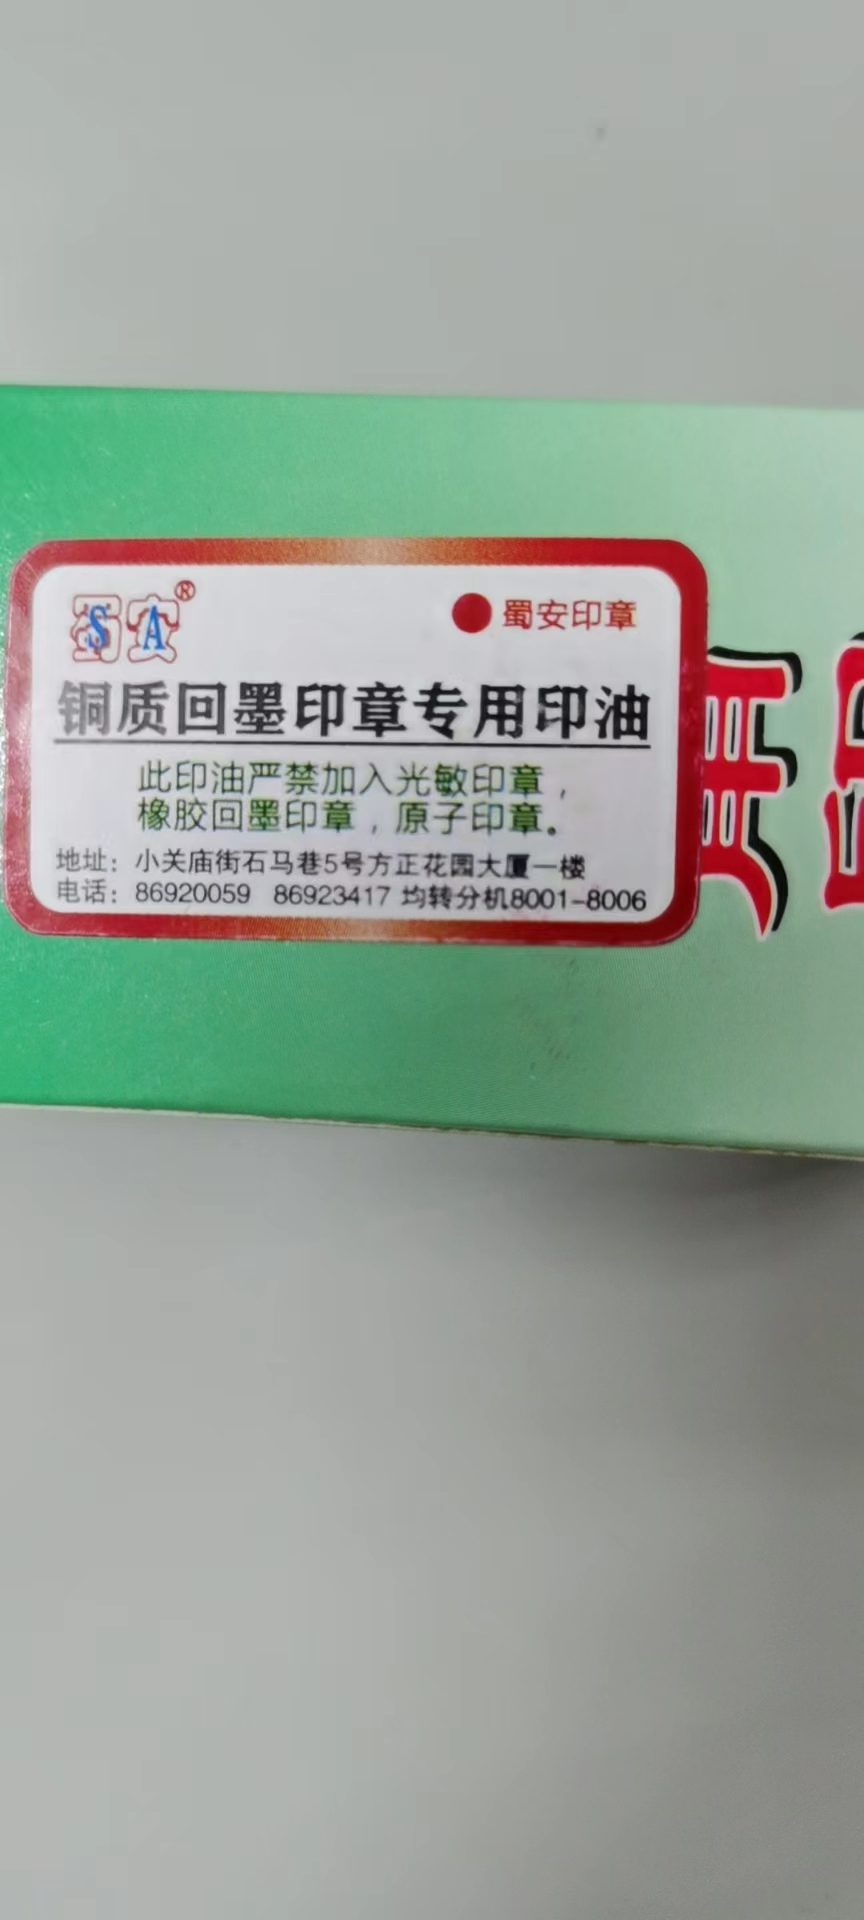 蜀安®
SA
蜀安印章
铜质回墨印章专用印油
此印油严禁加入光敏印章，
橡胶回墨印章，原子印章。
地址：小关庙街石马巷5号方正花园大厦一楼
电话：86920059 86923417 均转分机8001-8006
用